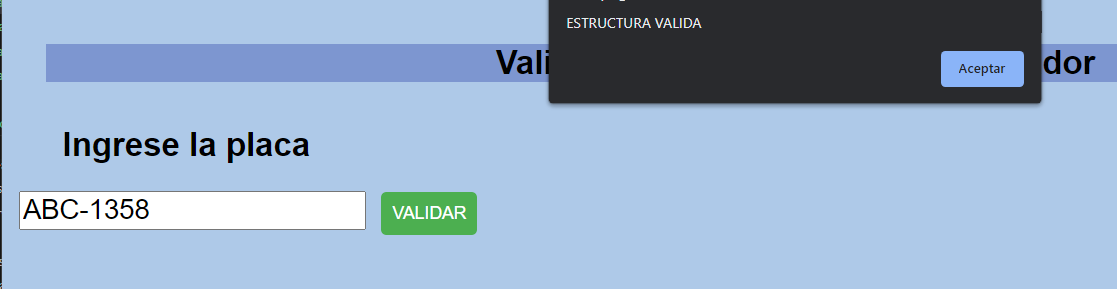 ESTRUCTURA VALIDA
Aceptar
Ingrese la placa
ABC-1358
VALIDAR